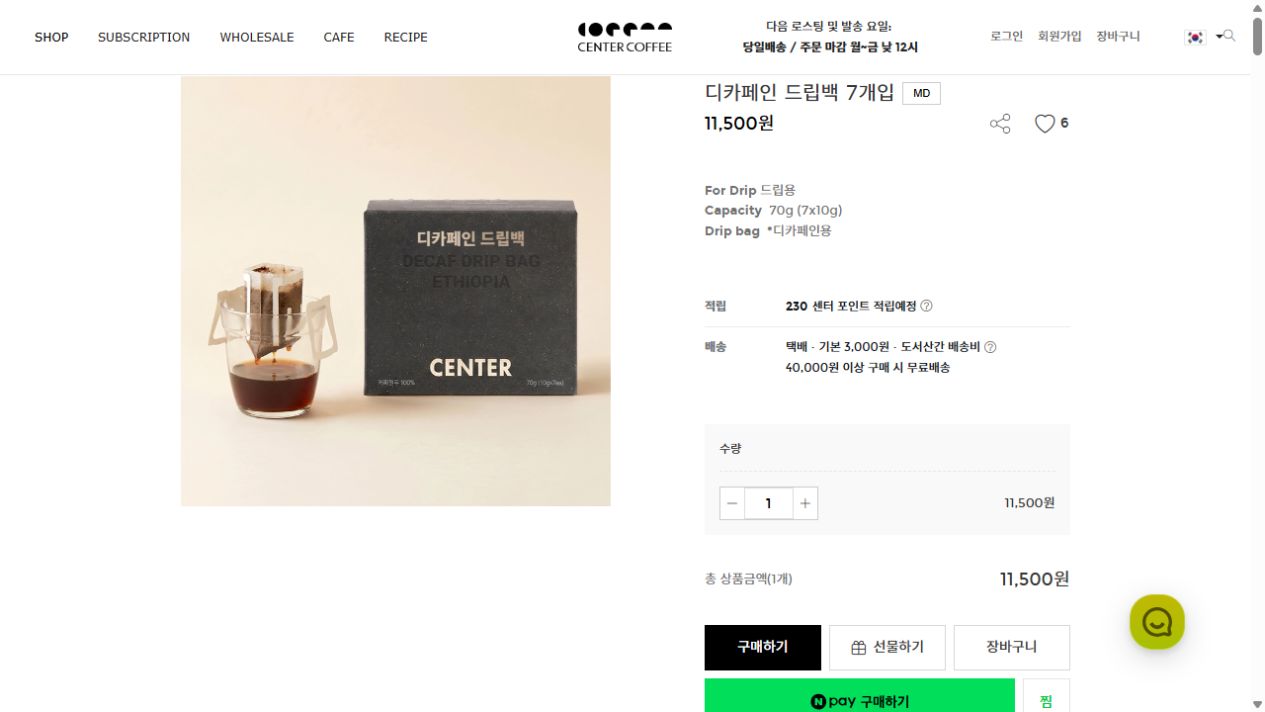 SHOP
SUBSCRIPTION
WHOLESALE
CAFE
RECIPE
CENTER COFFEE
다음 로스팅 및 발송 요일:
당일배송 / 주문 마감 월~금 낮 12시
로그인
회원가입
장바구니
디카페인 드립백
DECAF DRIP BAG
ETHIOPIA
CENTER
커피원두 100%
70g (10g×7ea)
디카페인 드립백 7개입 MD
11,500원
6
For Drip 드립용
Capacity 70g (7x10g)
Drip bag *디카페인용
적립 230 센터 포인트 적립예정 ?
배송 택배 · 기본 3,000원 · 도서산간 배송비 ?
40,000원 이상 구매 시 무료배송
수량
1 11,500원
총 상품금액(1개) 11,500원
구매하기 선물하기 장바구니
N pay 구매하기 찜